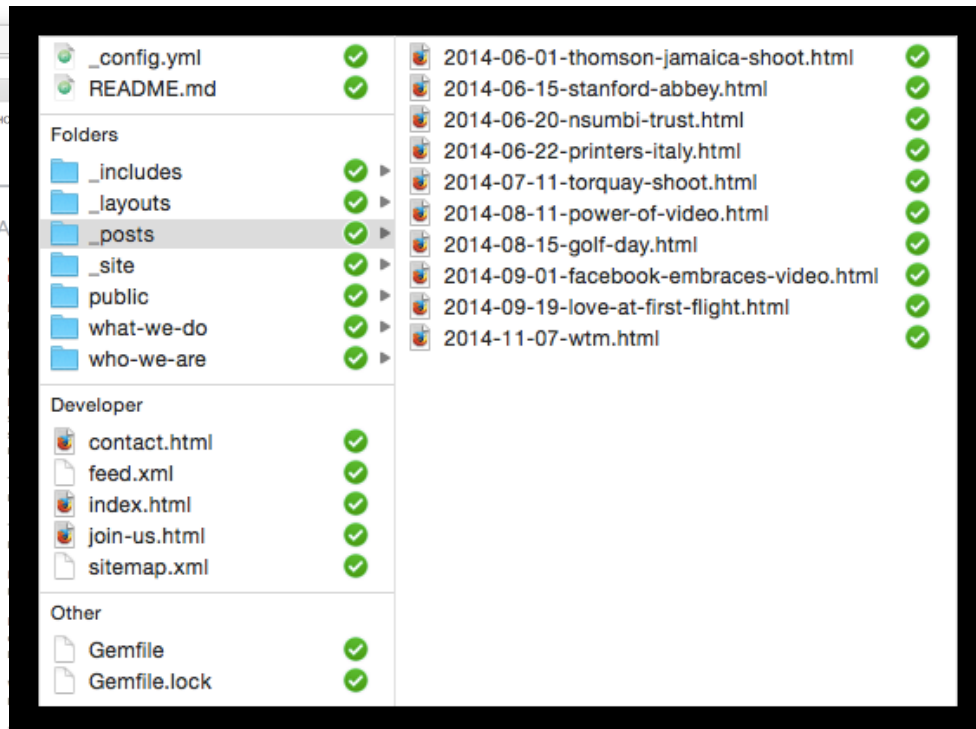 _config.yml
README.md
Folders
_includes
_layouts
_posts
_site
public
what-we-do
who-we-are
Developer
contact.html
feed.xml
index.html
join-us.html
sitemap.xml
Other
Gemfile
Gemfile.lock
2014-06-01-thomson-jamaica-shoot.html
2014-06-15-stanford-abbey.html
2014-06-20-nsumbi-trust.html
2014-06-22-printers-italy.html
2014-07-11-torquay-shoot.html
2014-08-11-power-of-video.html
2014-08-15-golf-day.html
2014-09-01-facebook-embraces-video.html
2014-09-19-love-at-first-flight.html
2014-11-07-wtm.html